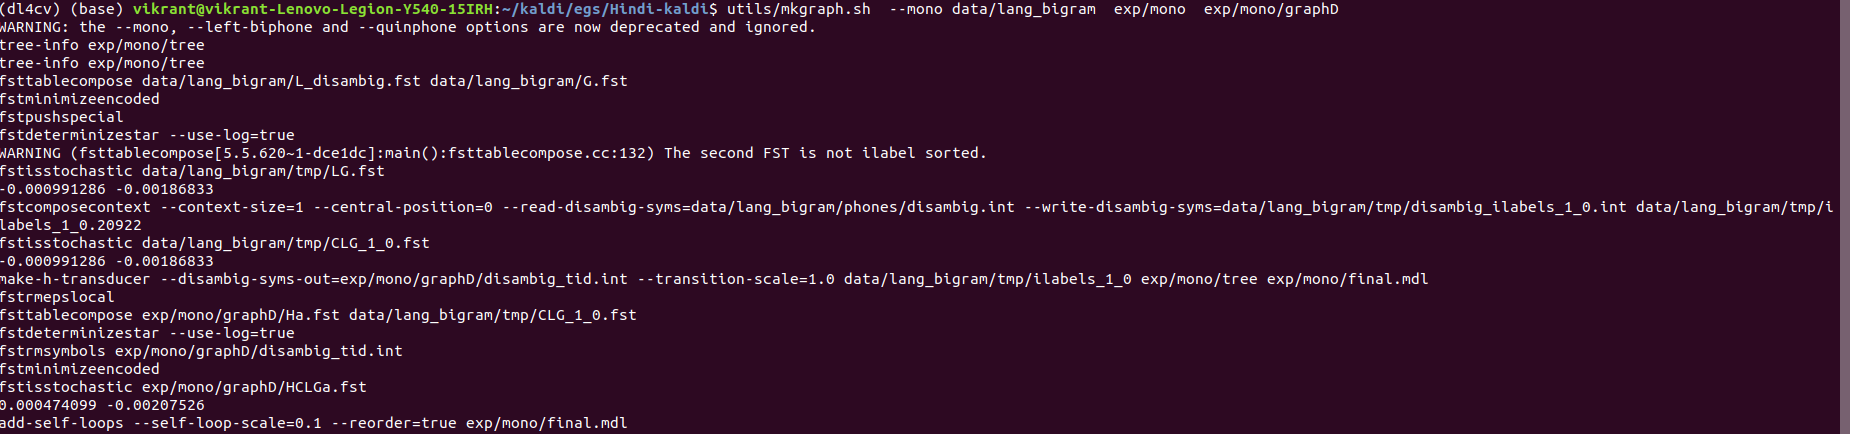 (dl4cv) (base) vikrant@vikrant-Lenovo-Legion-Y540-15IRH:~/kaldi/egs/Hindi-kaldi$ utils/mkgraph.sh  --mono data/lang_bigram  exp/mono  exp/mono/graphD
WARNING: the --mono, --left-biphone and --quinphone options are now deprecated and ignored.
tree-info exp/mono/tree
tree-info exp/mono/tree
fsttablecompose data/lang_bigram/L_disambig.fst data/lang_bigram/G.fst
fstminimizeencoded
fstpushspecial
fstdeterminizestar --use-log=true
WARNING (fsttablecompose[5.5.620~1-dce1dc]:main():fsttablecompose.cc:132) The second FST is not ilabel sorted.
fstisstochastic data/lang_bigram/tmp/LG.fst
-0.000991286 -0.00186833
fstcomposecontext --context-size=1 --central-position=0 --read-disambig-syms=data/lang_bigram/phones/disambig.int --write-disambig-syms=data/lang_bigram/tmp/disambig_ilabels_1_0.int data/lang_bigram/tmp/i
labels_1_0.20922
fstisstochastic data/lang_bigram/tmp/CLG_1_0.fst
-0.000991286 -0.00186833
make-h-transducer --disambig-syms-out=exp/mono/graphD/disambig_tid.int --transition-scale=1.0 data/lang_bigram/tmp/ilabels_1_0 exp/mono/tree exp/mono/final.mdl
fstrmepslocal
fsttablecompose exp/mono/graphD/Ha.fst data/lang_bigram/tmp/CLG_1_0.fst
fstdeterminizestar --use-log=true
fstrmsymbols exp/mono/graphD/disambig_tid.int
fstminimizeencoded
fstisstochastic exp/mono/graphD/HCLGa.fst
0.000474099 -0.00207526
add-self-loops --self-loop-scale=0.1 --reorder=true exp/mono/final.mdl